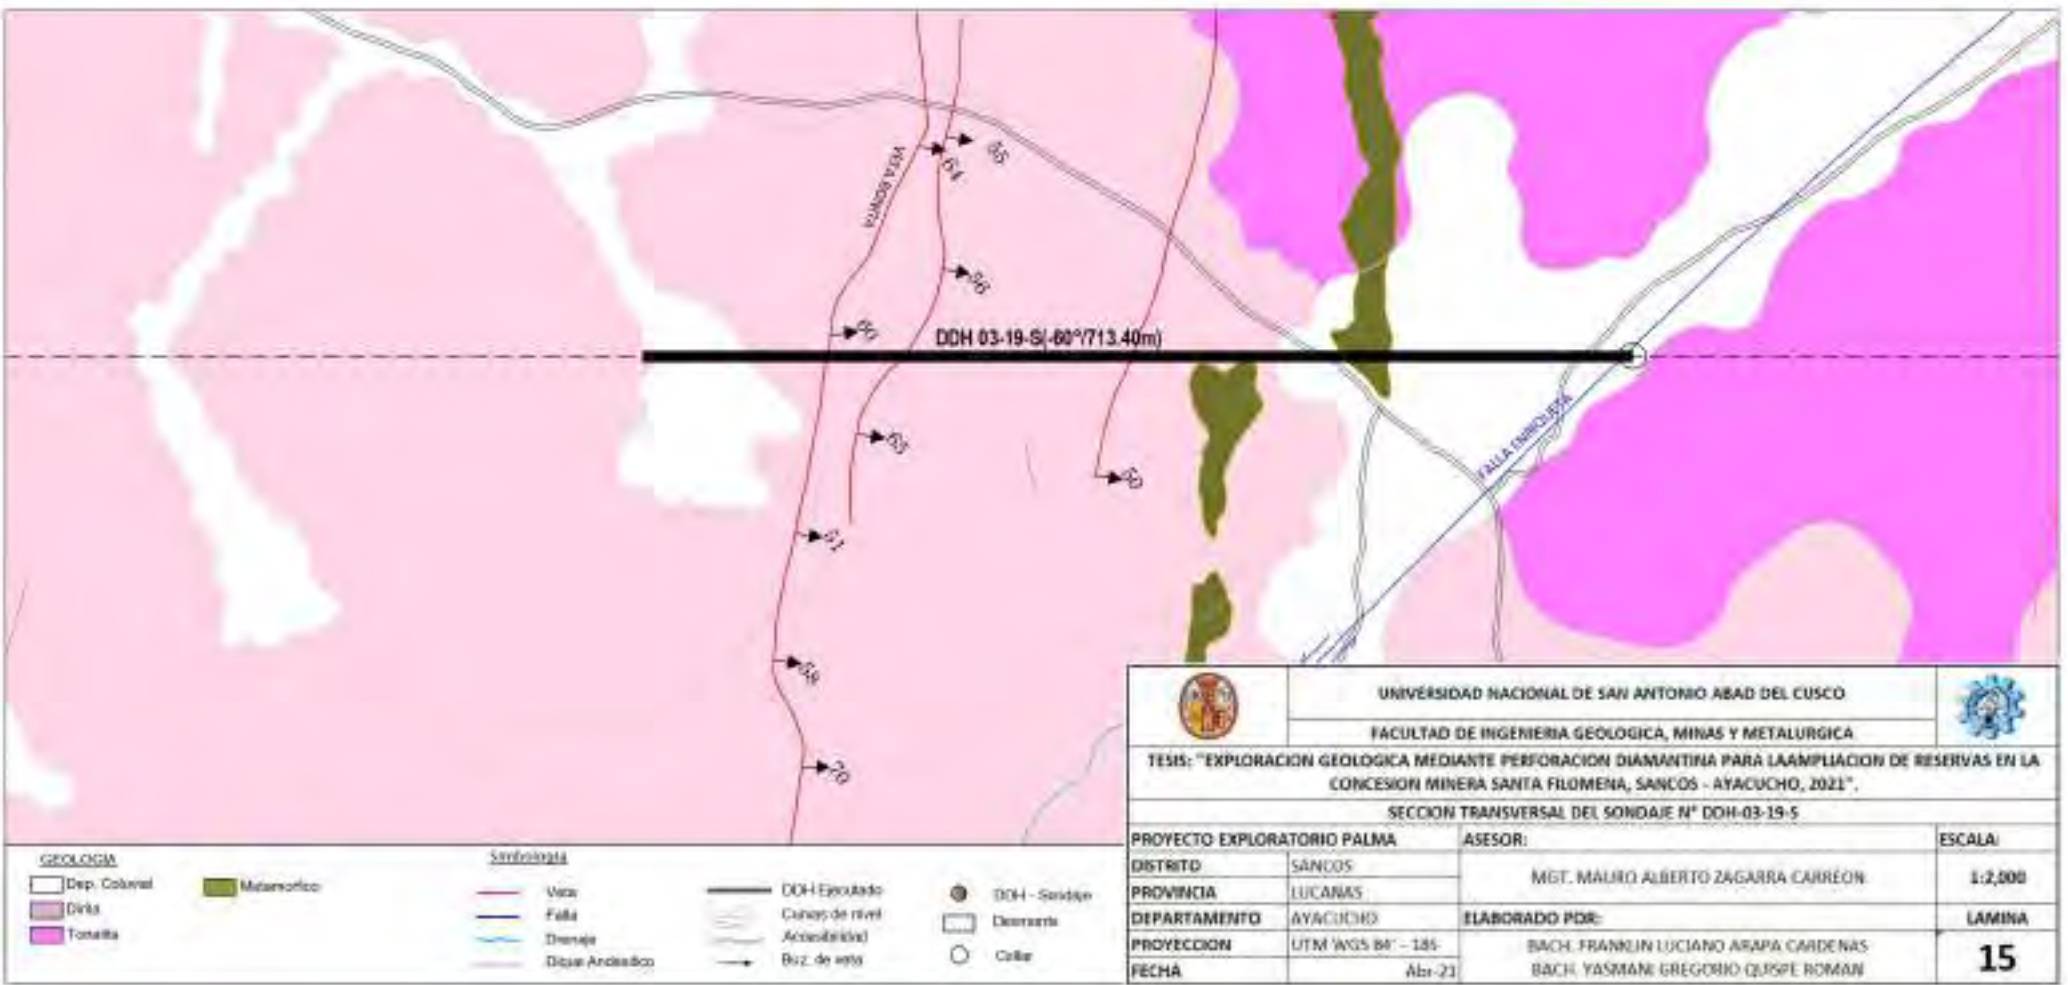 55
64
VETA BONITA
56
60
DDH 03-19-S(-60°/713.40m)
63
50
FALLA ENRIQUETA
61
58
70
UNIVERSIDAD NACIONAL DE SAN ANTONIO ABAD DEL CUSCO
FACULTAD DE INGENIERIA GEOLOGICA, MINAS Y METALURGICA
TESIS: "EXPLORACION GEOLOGICA MEDIANTE PERFORACION DIAMANTINA PARA LAAMPLIACION DE RESERVAS EN LA
CONCESION MINERA SANTA FILOMENA, SANCOS - AYACUCHO, 2021".
SECCION TRANSVERSAL DEL SONDAJE N° DDH-03-19-S
PROYECTO EXPLORATORIO PALMA
DISTRITO SANCOS
PROVINCIA LUCANAS
DEPARTAMENTO AYACUCHO
PROYECCION UTM WGS 84' - 18S
FECHA Abr-21
ASESOR:
MGT. MAURO ALBERTO ZAGARRA CARREON
ELABORADO POR:
BACH. FRANKLIN LUCIANO ARAPA CARDENAS
BACH. YASMANI GREGORIO QUISPE ROMAN
ESCALA:
1:2,000
LAMINA
15
GEOLOGIA
Dep. Coluvial
Dirita
Tonalita
Metamorfico
Simbologia
Veta
Falla
Drenaje
Dique Andesitico
DDH Ejecutado
Curvas de nivel
Accesibilidad
Buz. de veta
DDH - Sondaje
Desmonte
Collar